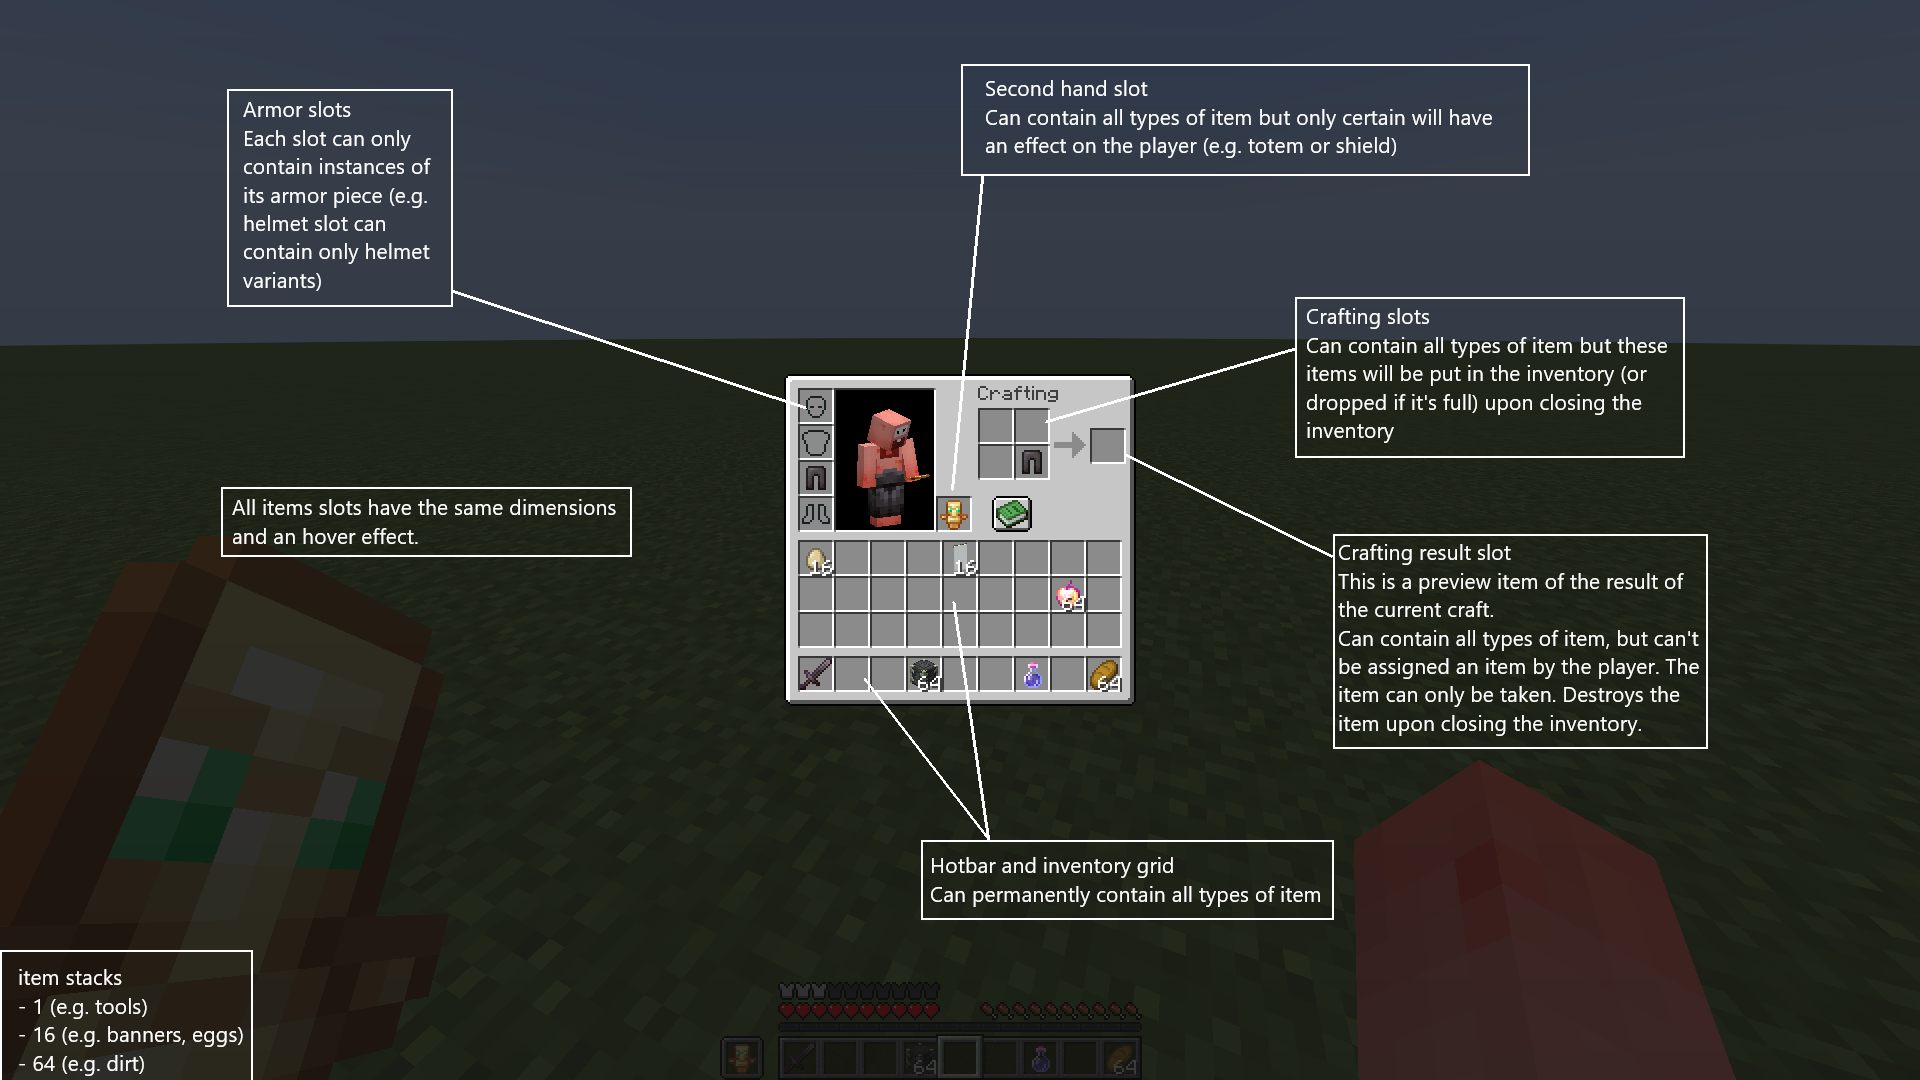 Second hand slot
Can contain all types of item but only certain will have
an effect on the player (e.g. totem or shield)
Armor slots
Each slot can only
contain instances of
its armor piece (e.g.
helmet slot can
contain only helmet
variants)
Crafting slots
Can contain all types of item but these
items will be put in the inventory (or
dropped if it's full) upon closing the
inventory
Crafting
All items slots have the same dimensions
and an hover effect.
Crafting result slot
This is a preview item of the result of
the current craft.
Can contain all types of item, but can't
be assigned an item by the player. The
item can only be taken. Destroys the
item upon closing the inventory.
16
16
64
64
64
Hotbar and inventory grid
Can permanently contain all types of item
item stacks
- 1 (e.g. tools)
- 16 (e.g. banners, eggs)
- 64 (e.g. dirt)
64
64